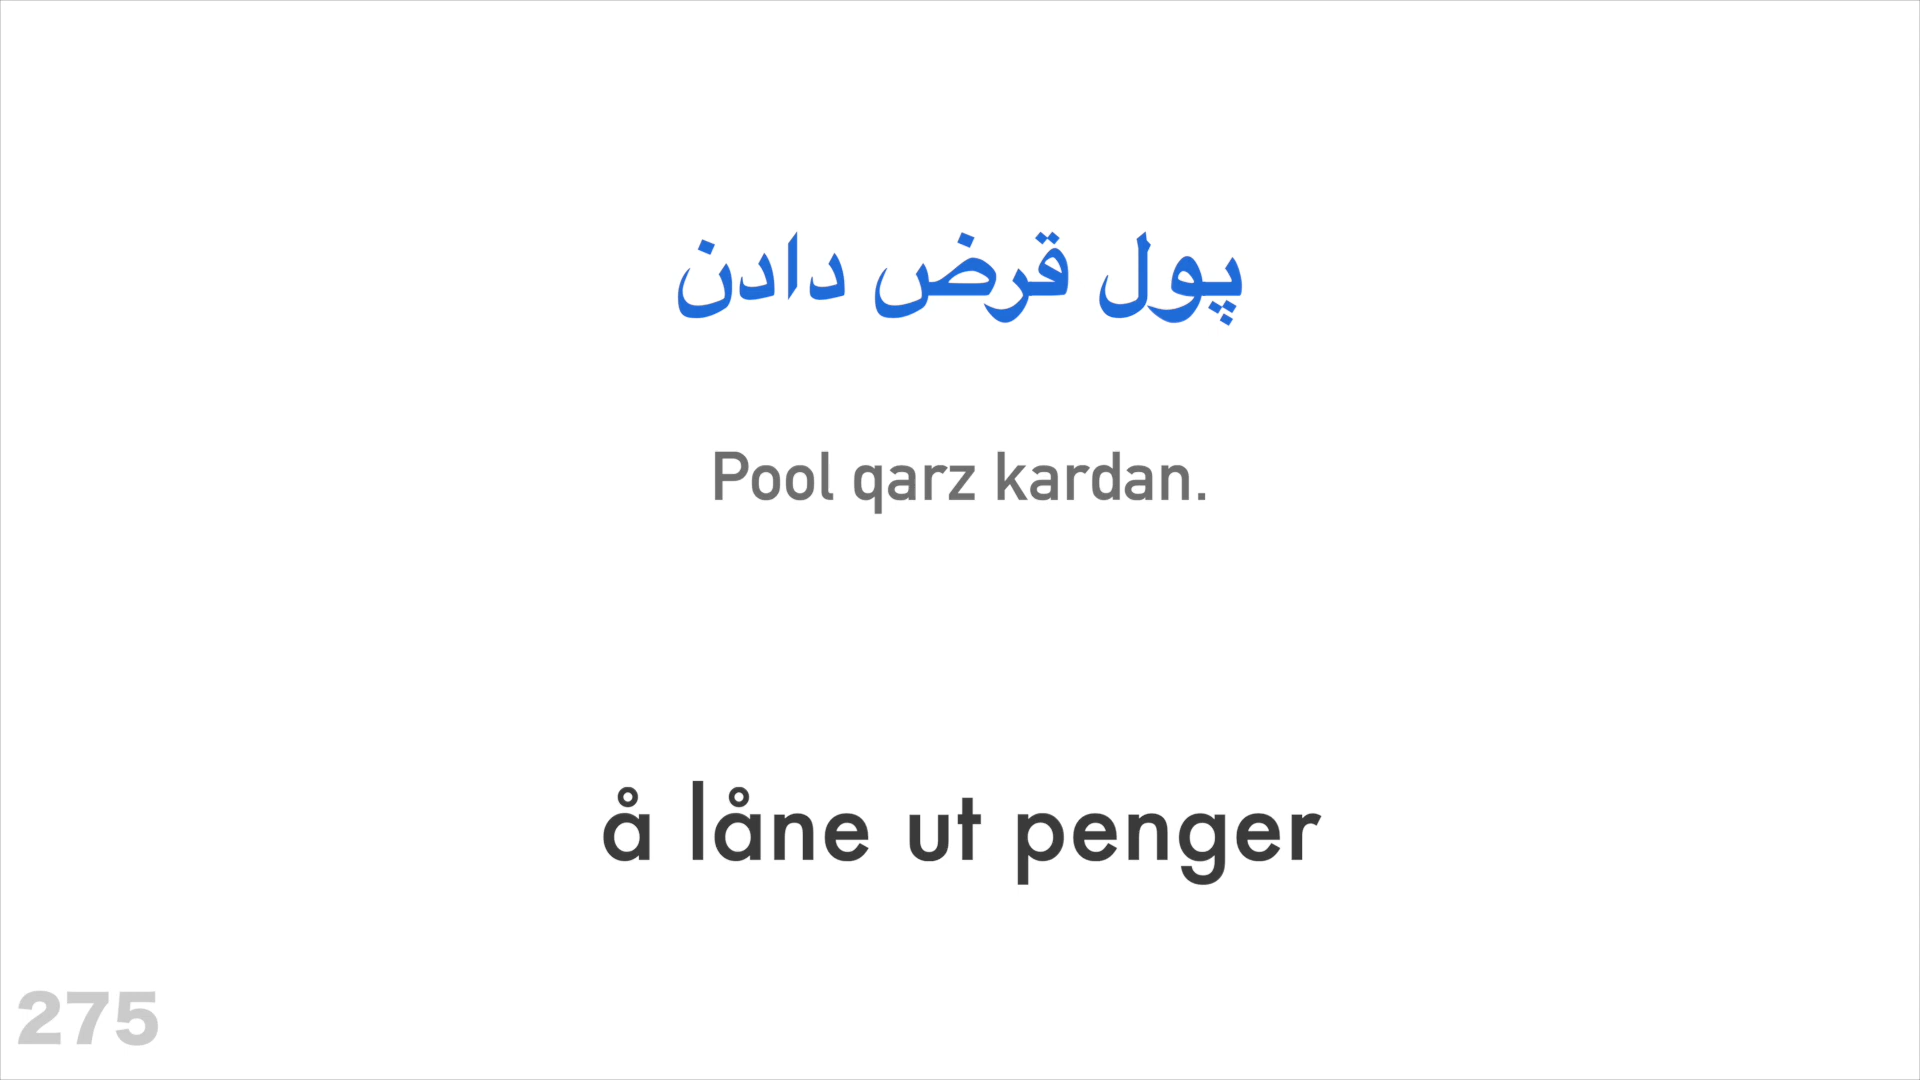 پول قرض دادن
Pool qarz kardan.
å låne ut penger
275